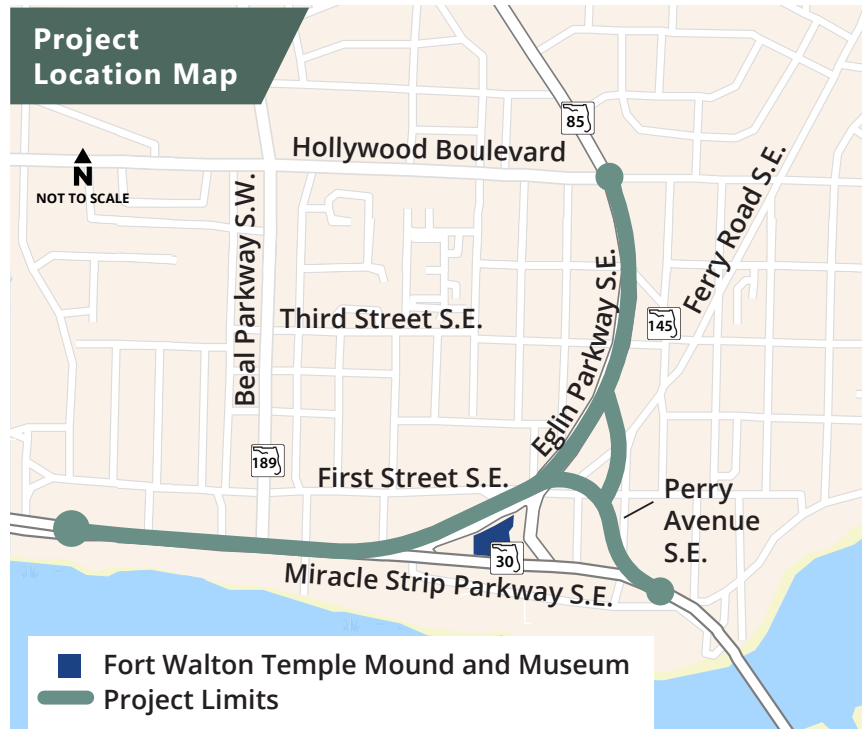 Project
Location Map
85
Hollywood Boulevard
N
NOT TO SCALE
Beal Parkway S.W.
Ferry Road S.E.
Eglin Parkway S.E.
Third Street S.E.
145
189
First Street S.E.
Perry
Avenue
S.E.
30
Miracle Strip Parkway S.E.
Fort Walton Temple Mound and Museum
Project Limits